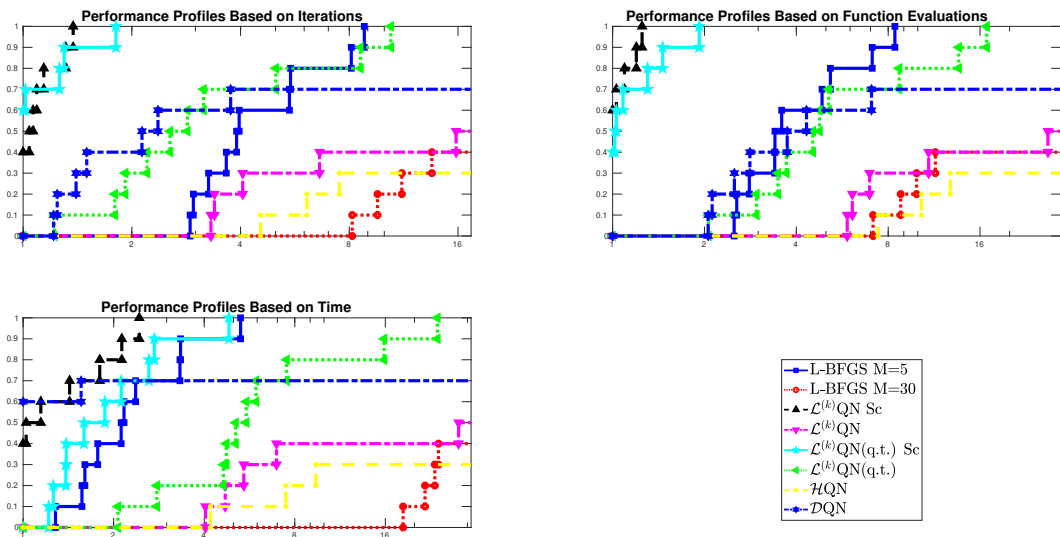 Performance Profiles Based on Iterations
1
0.9
0.8
0.7
0.6
0.5
0.4
0.3
0.2
0.1
0
1 2 4 8 16
Performance Profiles Based on Function Evaluations
1
0.9
0.8
0.7
0.6
0.5
0.4
0.3
0.2
0.1
0
1 2 4 8 16
Performance Profiles Based on Time
1
0.9
0.8
0.7
0.6
0.5
0.4
0.3
0.2
0.1
0
1 2 4 8 16
L-BFGS M=5
L-BFGS M=30
ℒ^(k)QN Sc
ℒ^(k)QN
ℒ^(k)QN(q.t.) Sc
ℒ^(k)QN(q.t.)
ℋQN
𝒟QN